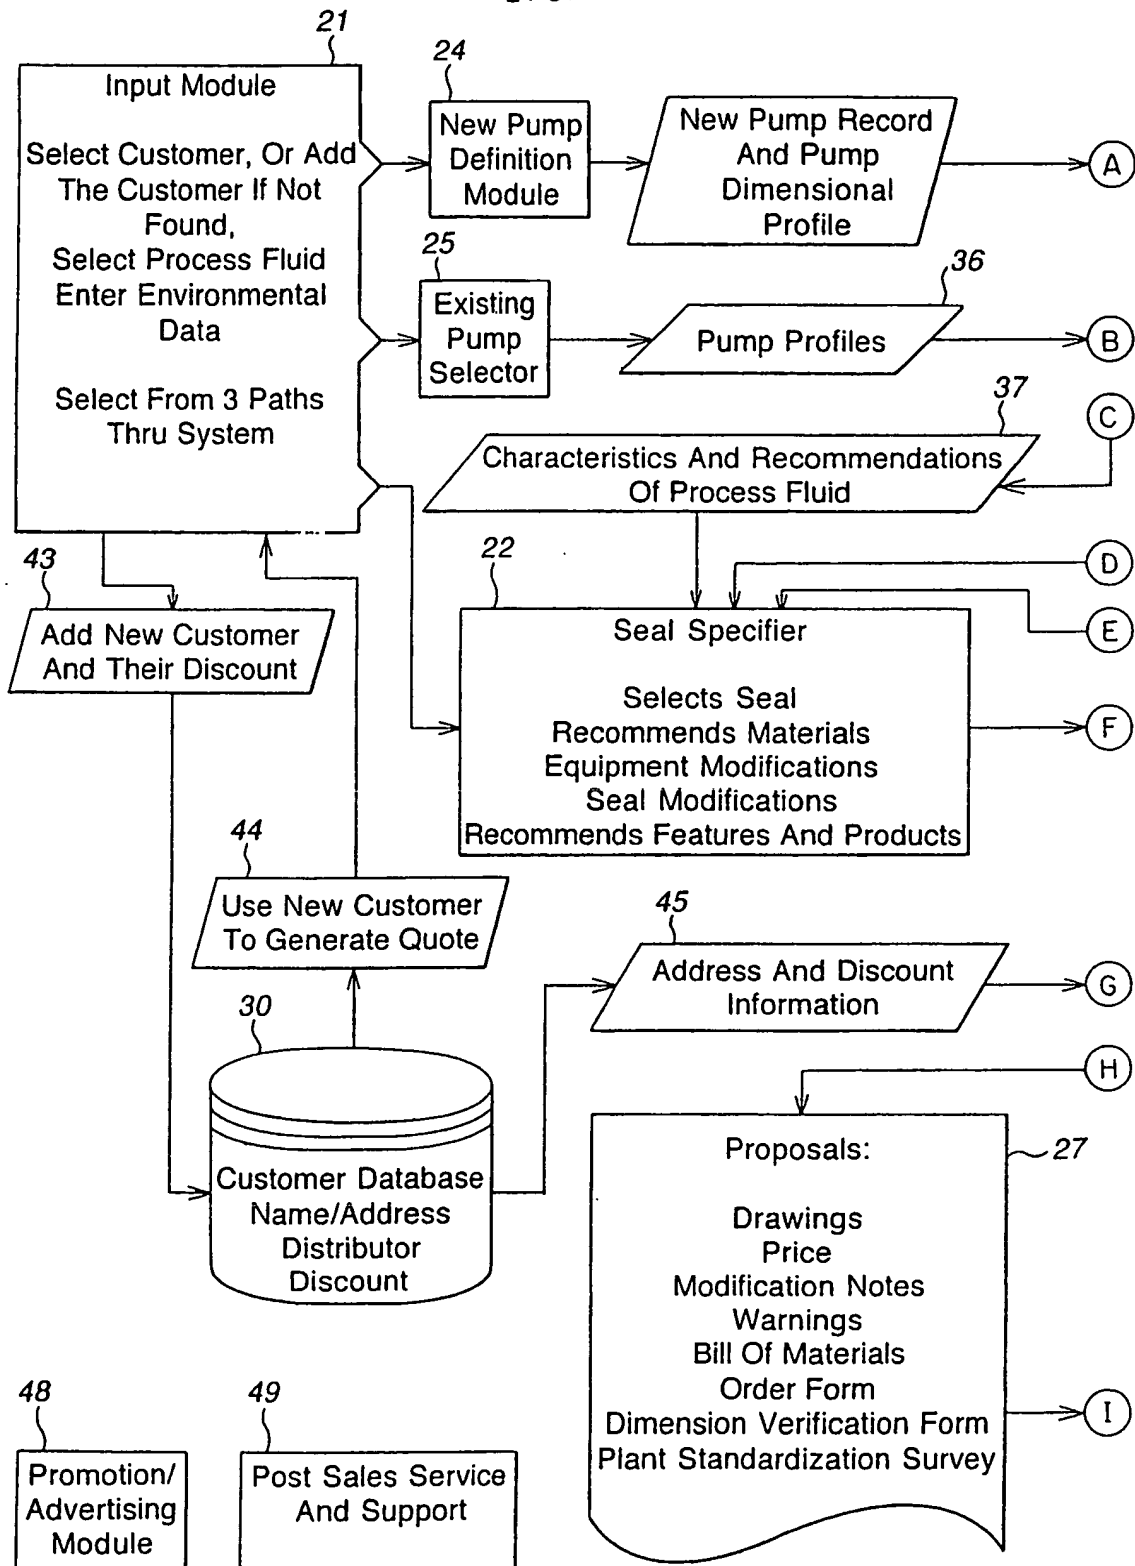 21
Input Module
Select Customer, Or Add
The Customer If Not
Found,
Select Process Fluid
Enter Environmental
Data
Select From 3 Paths
Thru System
24
New Pump
Definition
Module
New Pump Record
And Pump
Dimensional
Profile
A
25
Existing
Pump
Selector
36
Pump Profiles
B
37
C
Characteristics And Recommendations
Of Process Fluid
43
Add New Customer
And Their Discount
22
D
E
Seal Specifier
Selects Seal
Recommends Materials
Equipment Modifications
Seal Modifications
Recommends Features And Products
F
44
Use New Customer
To Generate Quote
45
Address And Discount
Information
G
30
Customer Database
Name/Address
Distributor
Discount
H
27
Proposals:
Drawings
Price
Modification Notes
Warnings
Bill Of Materials
Order Form
Dimension Verification Form
Plant Standardization Survey
I
48
Promotion/
Advertising
Module
49
Post Sales Service
And Support